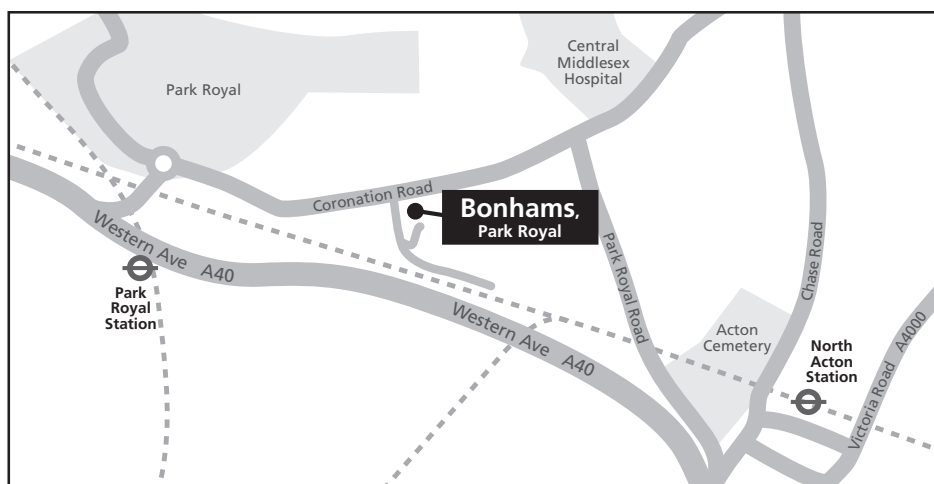 Central
Middlesex
Hospital
Park Royal
Coronation Road
Bonhams,
Park Royal
Western Ave A40
Park Royal Road
Chase Road
Park
Royal
Station
Western Ave A40
Acton
Cemetery
North
Acton
Station
Victoria Road A4000